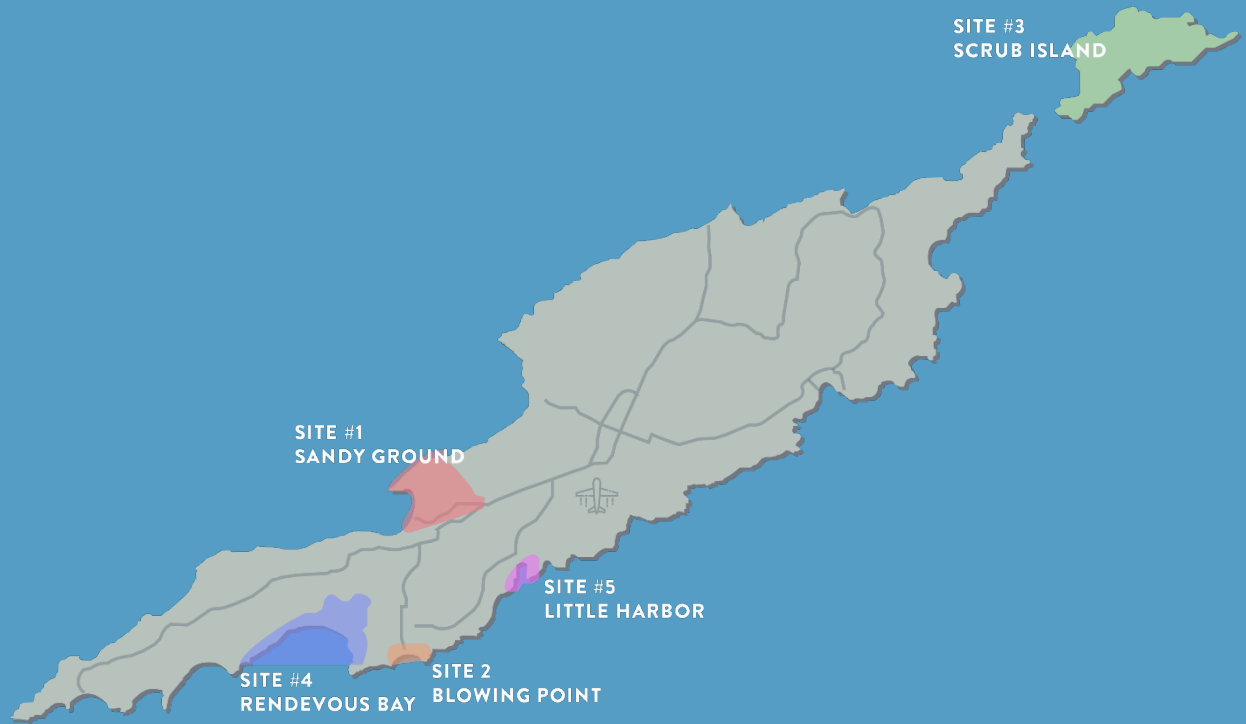 SITE #3
SCRUB ISLAND
SITE #1
SANDY GROUND
SITE #5
LITTLE HARBOR
SITE #4
RENDEVOUS BAY
SITE 2
BLOWING POINT